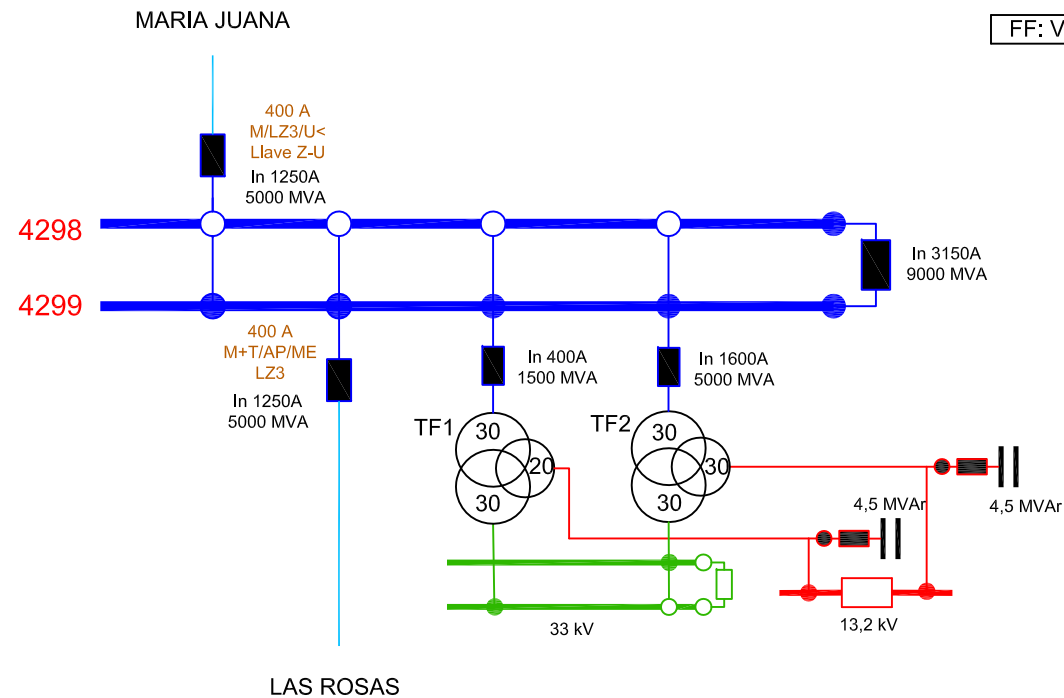 MARIA JUANA
FF: V
400 A
M/LZ3/U<
Llave Z-U
In 1250A
5000 MVA
4298
In 3150A
9000 MVA
4299
400 A
M+T/AP/ME
LZ3
In 1250A
5000 MVA
In 400A
1500 MVA
In 1600A
5000 MVA
TF1
30
20
30
TF2
30
30
30
4,5 MVAr
4,5 MVAr
33 kV
13,2 kV
LAS ROSAS